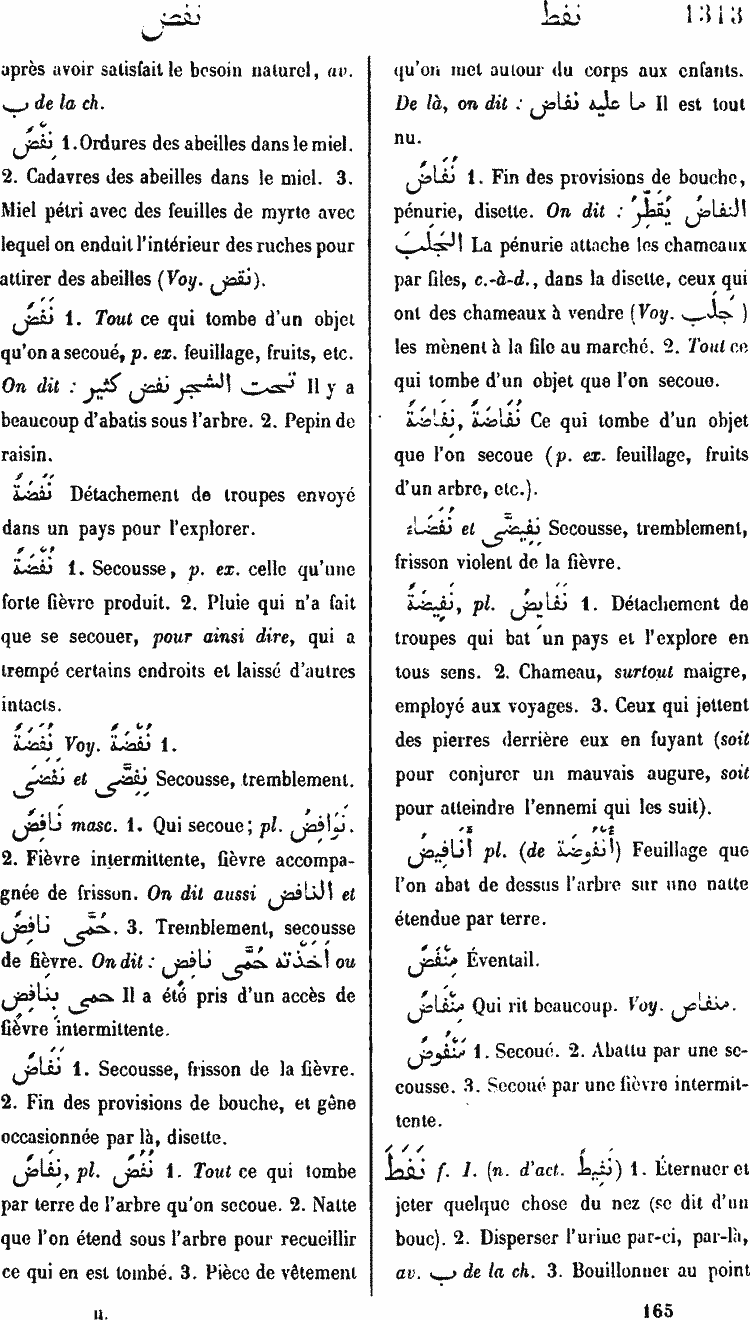 نفض نفط 1313
après avoir satisfait le besoin naturel, av.
ب de la ch.
نِفْضٌ 1. Ordures des abeilles dans le miel.
2. Cadavres des abeilles dans le miel. 3.
Miel pétri avec des feuilles de myrte avec
lequel on enduit l'intérieur des ruches pour
attirer des abeilles (Voy. نقض).
نَفَضٌ 1. Tout ce qui tombe d'un objet
qu'on a secoué, p. ex. feuillage, fruits, etc.
On dit : تحت الشجر نفض كثير Il y a
beaucoup d'abatis sous l'arbre. 2. Pepin de
raisin.
نَفَضَةٌ Détachement de troupes envoyé
dans un pays pour l'explorer.
نُفْضَةٌ 1. Secousse, p. ex. celle qu'une
forte fièvre produit. 2. Pluie qui n'a fait
que se secouer, pour ainsi dire, qui a
trempé certains endroits et laissé d'autres
intacts.
نُفَضَةٌ Voy. نُفْضَةٌ 1.
نِفِضَّى et Secousse, tremblement.
نَافِضٌ masc. 1. Qui secoue; pl. نَوَافِضُ.
2. Fièvre intermittente, fièvre accompa-
gnée de frisson. On dit aussi النافض et
حُمَّى نافِضٍ. 3. Tremblement, secousse
de fièvre. On dit : أَخَذَتْهُ حُمَّى نافِضٍ ou
حمى بنافض Il a été pris d'un accès de
fièvre intermittente.
نُفَاضٌ 1. Secousse, frisson de la fièvre.
2. Fin des provisions de bouche, et gêne
occasionnée par là, disette.
نِفَاضٌ, pl. نُفُضٌ 1. Tout ce qui tombe
par terre de l'arbre qu'on secoue. 2. Natte
que l'on étend sous l'arbre pour recueillir
ce qui en est tombé. 3. Pièce de vêtement
II.
qu'on met autour du corps aux enfants.
De là, on dit : ما عليه نفاض Il est tout
nu.
نُفَاضٌ 1. Fin des provisions de bouche,
pénurie, disette. On dit : النفاض يُقَطِّرُ
الجَلَبَ La pénurie attache les chameaux
par files, c.-à-d., dans la disette, ceux qui
ont des chameaux à vendre (Voy. جَلَب )
les mènent à la file au marché. 2. Tout ce
qui tombe d'un objet que l'on secoue.
نُفَاضَةٌ, نِفَاضَةٌ Ce qui tombe d'un objet
que l'on secoue (p. ex. feuillage, fruits
d'un arbre, etc.).
نُفَضَاءُ et نِفِيضَّى Secousse, tremblement,
frisson violent de la fièvre.
نَفِيضَةٌ, pl. نَفَايِضُ 1. Détachement de
troupes qui bat un pays et l'explore en
tous sens. 2. Chameau, surtout maigre,
employé aux voyages. 3. Ceux qui jettent
des pierres derrière eux en fuyant (soit
pour conjurer un mauvais augure, soit
pour atteindre l'ennemi qui les suit).
أَنَافِيضُ pl. (de أُنْفُوضَة) Feuillage que
l'on abat de dessus l'arbre sur une natte
étendue par terre.
مِنْفَضٌ Éventail.
مِنْفَاضٌ Qui rit beaucoup. Voy. منفاص.
مَنْفُوضٌ 1. Secoué. 2. Abattu par une se-
cousse. 3. Secoué par une fièvre intermit-
tente.
نَفَطَ f. I. (n. d'act. نَفِيط) 1. Éternuer et
jeter quelque chose du nez (se dit d'un
bouc). 2. Disperser l'urine par-ci, par-là,
av. ب de la ch. 3. Bouillonner au point
165